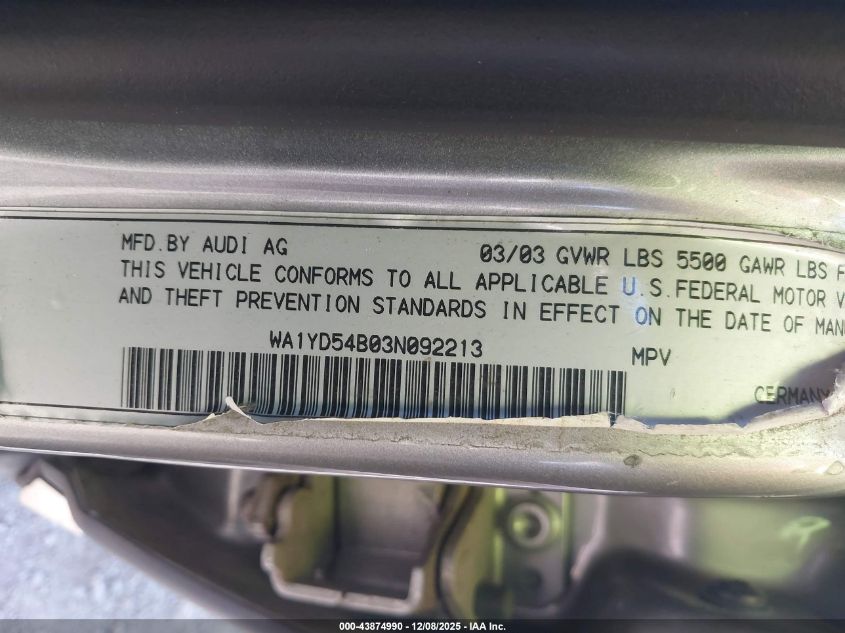 MFD.BY AUDI AG 03/03 GVWR LBS 5500 GAWR LBS F
THIS VEHICLE CONFORMS TO ALL APPLICABLE U.S.FEDERAL MOTOR V
AND THEFT PREVENTION STANDARDS IN EFFECT ON THE DATE OF MANU
WA1YD54B03N092213 MPV
GERMANY
000-43874990 - 12/08/2025 - IAA Inc.